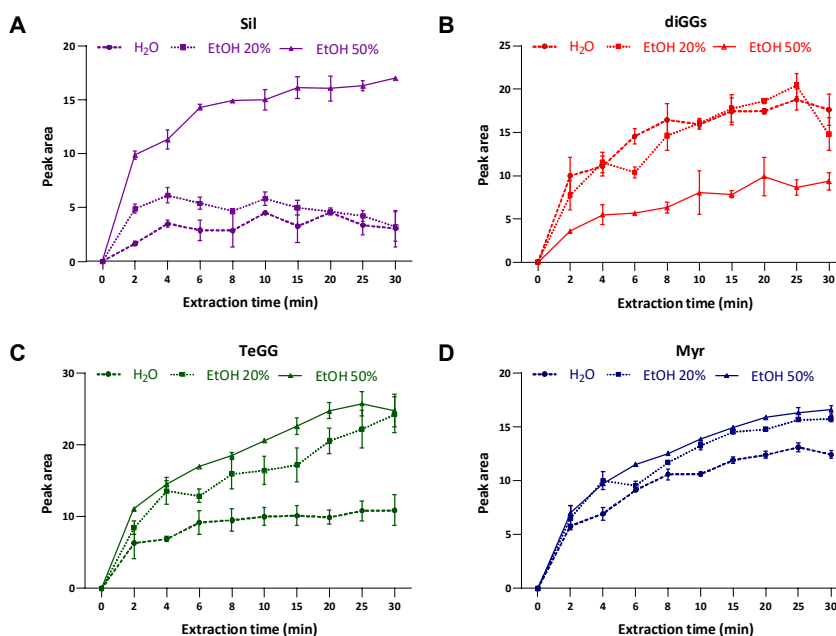 A
Sil
H₂O EtOH 20% EtOH 50%
20
15
10
5
0
Peak area
0 2 4 6 8 10 15 20 25 30
Extraction time (min)
B
diGGs
H₂O EtOH 20% EtOH 50%
25
20
15
10
5
0
Peak area
0 2 4 6 8 10 15 20 25 30
Extraction time (min)
C
TeGG
H₂O EtOH 20% EtOH 50%
30
20
10
0
Peak area
0 2 4 6 8 10 15 20 25 30
Extraction time (min)
D
Myr
H₂O EtOH 20% EtOH 50%
20
15
10
5
0
Peak area
0 2 4 6 8 10 15 20 25 30
Extraction time (min)